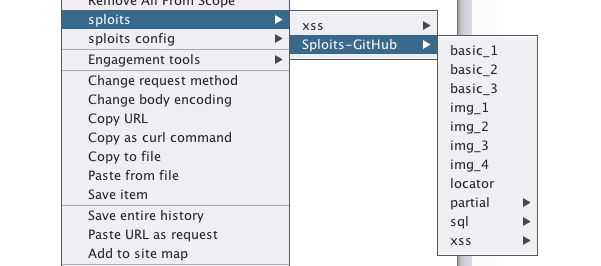 Remove All From Scope
sploits
sploits config
Engagement tools
Change request method
Change body encoding
Copy URL
Copy as curl command
Copy to file
Paste from file
Save item
Save entire history
Paste URL as request
Add to site map
xss
Sploits-GitHub
basic_1
basic_2
basic_3
img_1
img_2
img_3
img_4
locator
partial
sql
xss